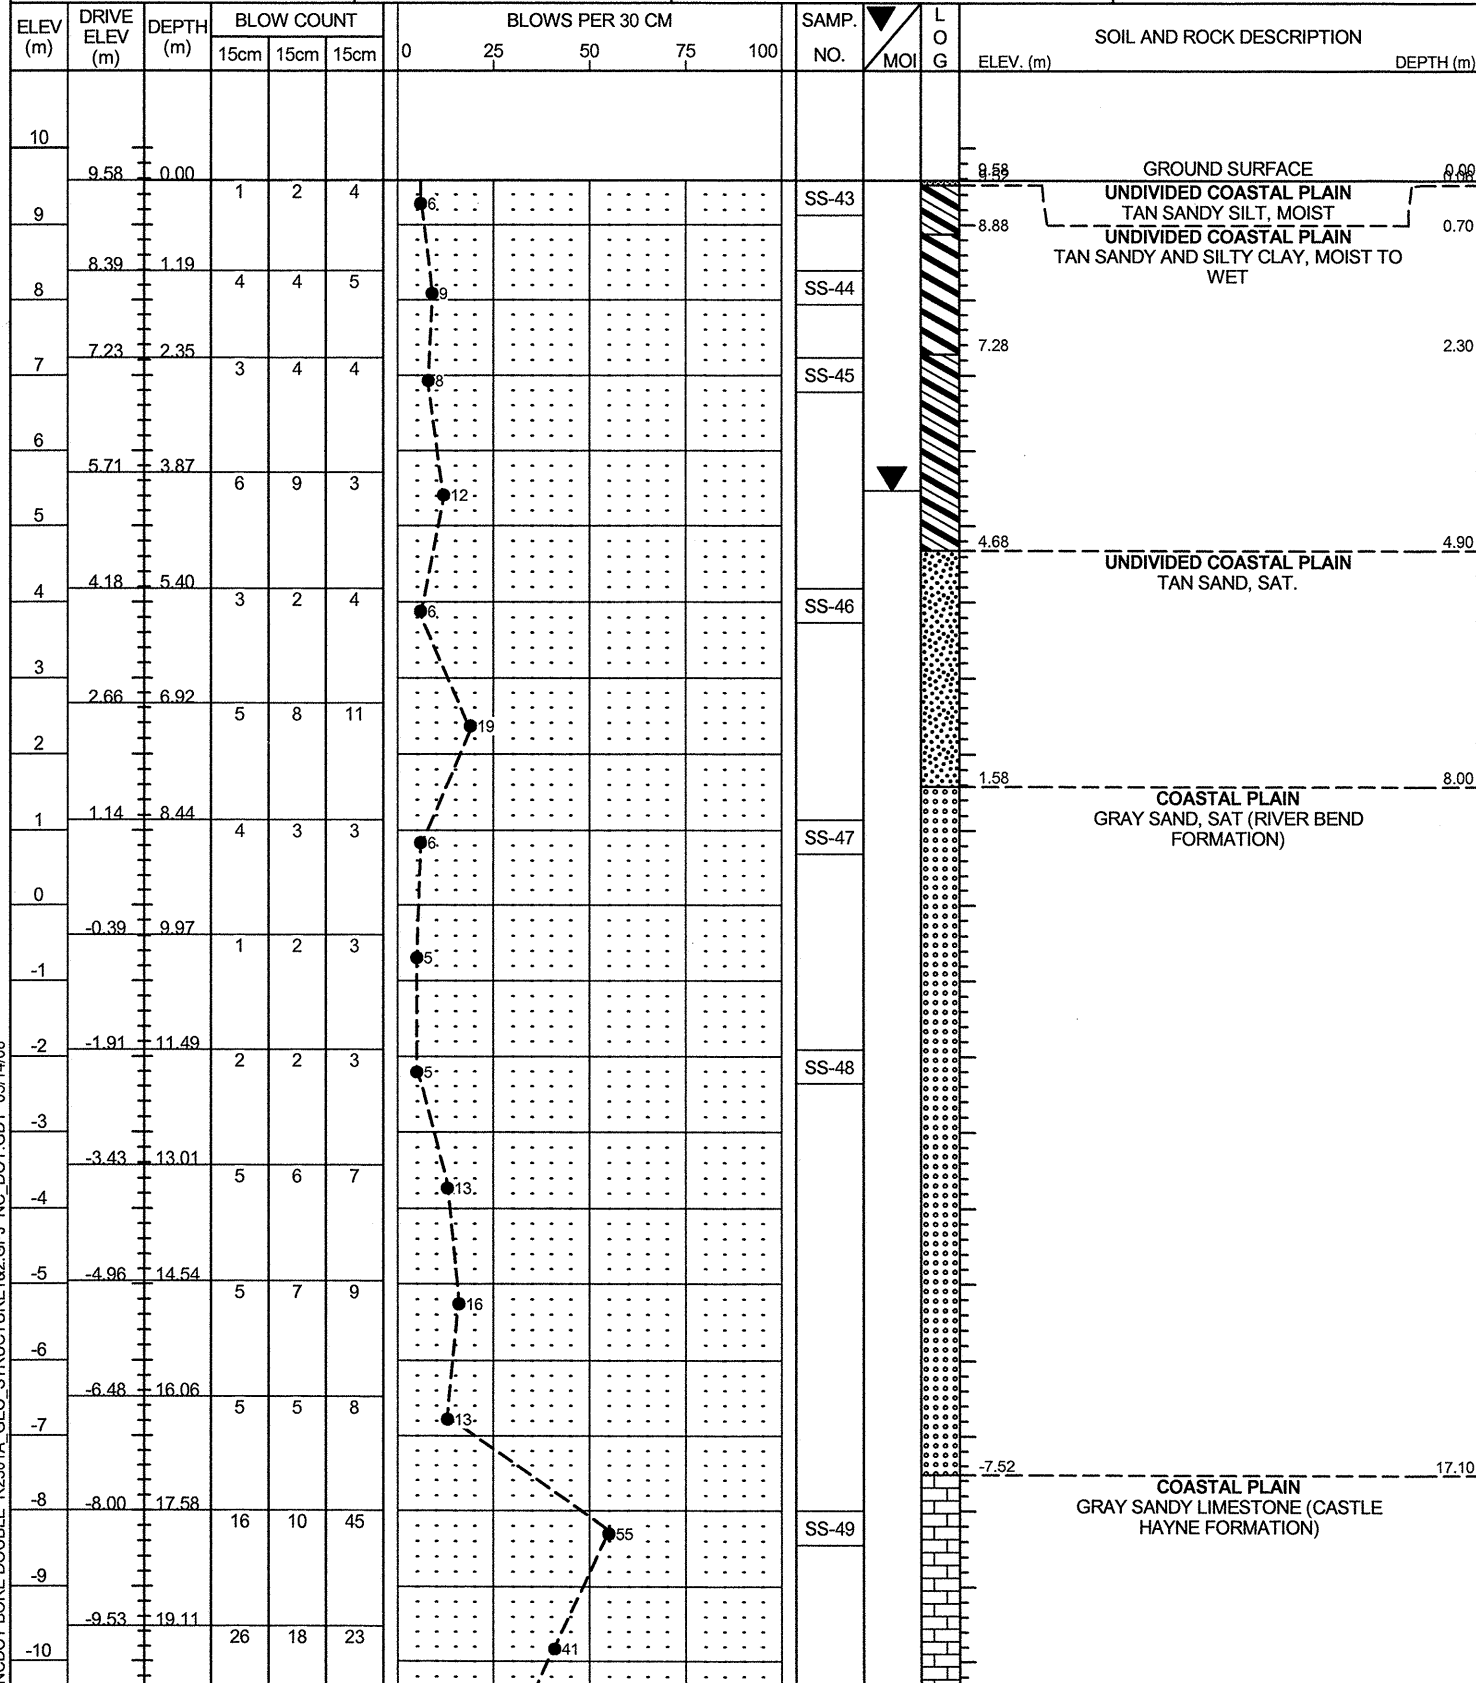 ELEV (m) DRIVE ELEV (m) DEPTH (m) BLOW COUNT BLOWS PER 30 CM SAMP. NO. MOI LOG SOIL AND ROCK DESCRIPTION
15cm 15cm 15cm 0 25 50 75 100 ELEV. (m) DEPTH (m)
10
9.58 0.00 9.58 GROUND SURFACE 0.00
9.52 0.06
1 2 4 6 SS-43 UNDIVIDED COASTAL PLAIN
TAN SANDY SILT, MOIST
9 8.88 0.70
UNDIVIDED COASTAL PLAIN
TAN SANDY AND SILTY CLAY, MOIST TO
WET
8.39 1.19
8 4 4 5 9 SS-44
7.23 2.35 7.28 2.30
7 3 4 4 8 SS-45
6
5.71 3.87
6 9 3 12
5
4.68 4.90
UNDIVIDED COASTAL PLAIN
TAN SAND, SAT.
4.18 5.40
4 3 2 4 6 SS-46
3
2.66 6.92
5 8 11 19
2
1.58 8.00
COASTAL PLAIN
GRAY SAND, SAT (RIVER BEND
FORMATION)
1.14 8.44
1 4 3 3 6 SS-47
0
-0.39 9.97
1 2 3 5
-1
-1.91 11.49
-2 2 2 3 5 SS-48
-3
-3.43 13.01
5 6 7 13
-4
-4.96 14.54
-5 5 7 9 16
-6
-6.48 16.06
5 5 8 13
-7
-7.52 17.10
COASTAL PLAIN
GRAY SANDY LIMESTONE (CASTLE
HAYNE FORMATION)
-8 -8.00 17.58
16 10 45 55 SS-49
-9
-9.53 19.11
26 18 23 41
-10